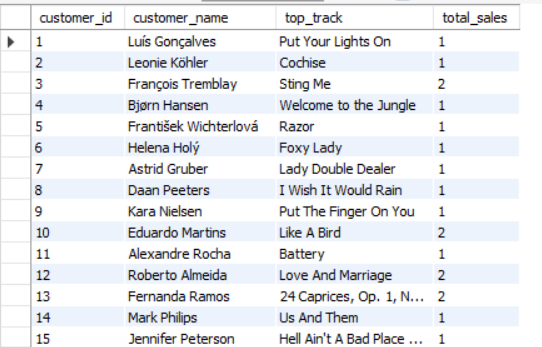 customer_id customer_name top_track total_sales
1 Luís Gonçalves Put Your Lights On 1
2 Leonie Köhler Cochise 1
3 François Tremblay Sting Me 2
4 Bjørn Hansen Welcome to the Jungle 1
5 František Wichterlová Razor 1
6 Helena Holý Foxy Lady 1
7 Astrid Gruber Lady Double Dealer 1
8 Daan Peeters I Wish It Would Rain 1
9 Kara Nielsen Put The Finger On You 1
10 Eduardo Martins Like A Bird 2
11 Alexandre Rocha Battery 1
12 Roberto Almeida Love And Marriage 2
13 Fernanda Ramos 24 Caprices, Op. 1, N... 2
14 Mark Philips Us And Them 1
15 Jennifer Peterson Hell Ain't A Bad Place ... 1